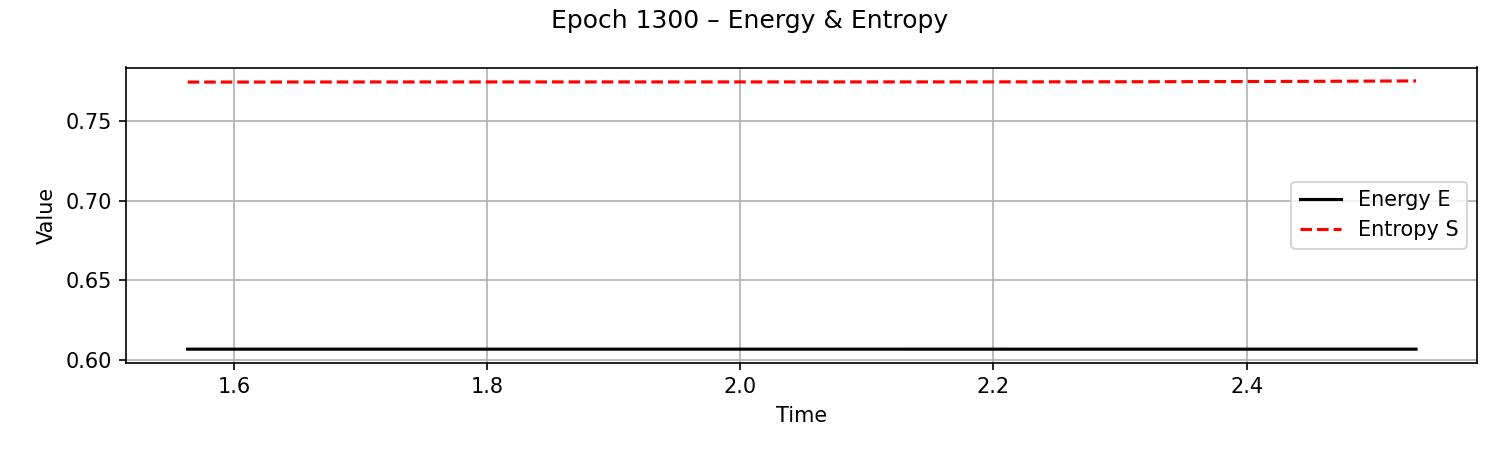 Epoch 1300 – Energy & Entropy
0.75
0.70
0.65
0.60
Value
Energy E
Entropy S
1.6 1.8 2.0 2.2 2.4
Time